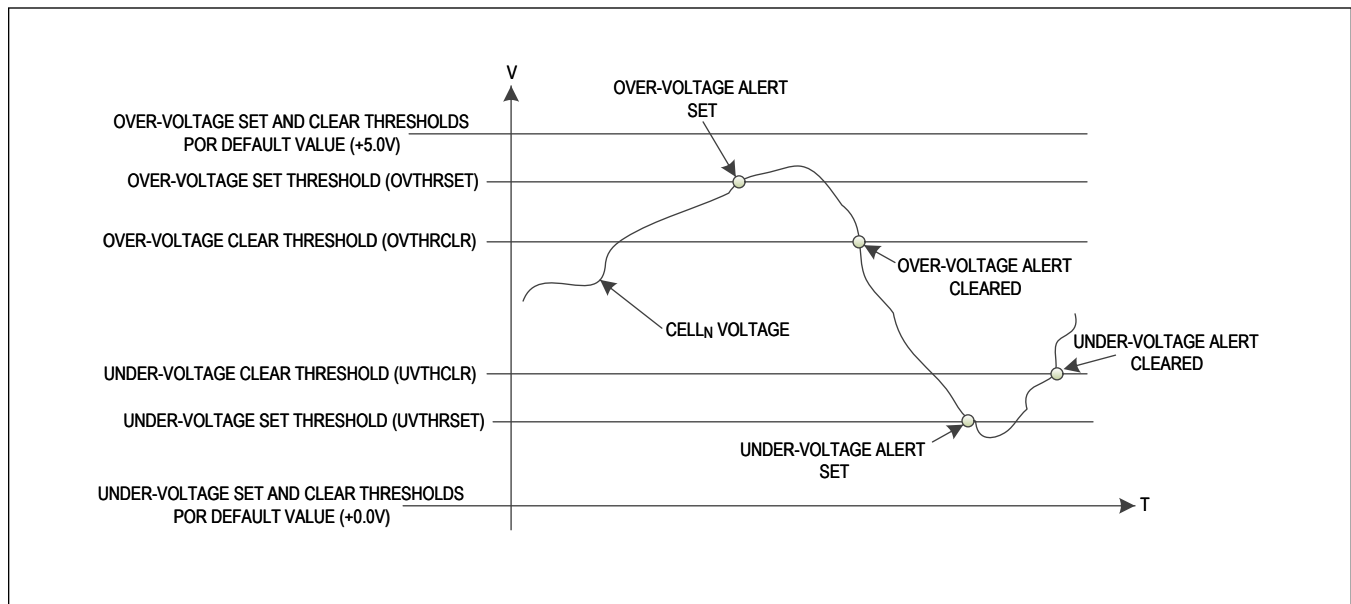 V
OVER-VOLTAGE ALERT
SET
OVER-VOLTAGE SET AND CLEAR THRESHOLDS
POR DEFAULT VALUE (+5.0V)
OVER-VOLTAGE SET THRESHOLD (OVTHRSET)
OVER-VOLTAGE CLEAR THRESHOLD (OVTHRCLR)
OVER-VOLTAGE ALERT
CLEARED
CELLN VOLTAGE
UNDER-VOLTAGE ALERT
CLEARED
UNDER-VOLTAGE CLEAR THRESHOLD (UVTHCLR)
UNDER-VOLTAGE SET THRESHOLD (UVTHRSET)
UNDER-VOLTAGE ALERT
SET
UNDER-VOLTAGE SET AND CLEAR THRESHOLDS
POR DEFAULT VALUE (+0.0V)
T